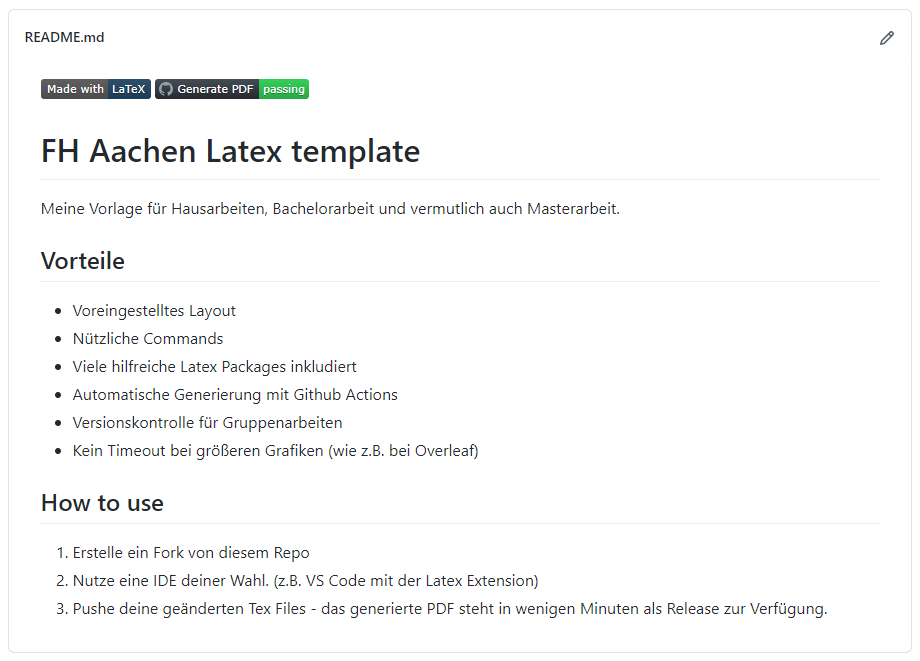 README.md
Made with LaTeX Generate PDF passing
FH Aachen Latex template
Meine Vorlage für Hausarbeiten, Bachelorarbeit und vermutlich auch Masterarbeit.
Vorteile
• Voreingestelltes Layout
• Nützliche Commands
• Viele hilfreiche Latex Packages inkludiert
• Automatische Generierung mit Github Actions
• Versionskontrolle für Gruppenarbeiten
• Kein Timeout bei größeren Grafiken (wie z.B. bei Overleaf)
How to use
1. Erstelle ein Fork von diesem Repo
2. Nutze eine IDE deiner Wahl. (z.B. VS Code mit der Latex Extension)
3. Pushe deine geänderten Tex Files - das generierte PDF steht in wenigen Minuten als Release zur Verfügung.